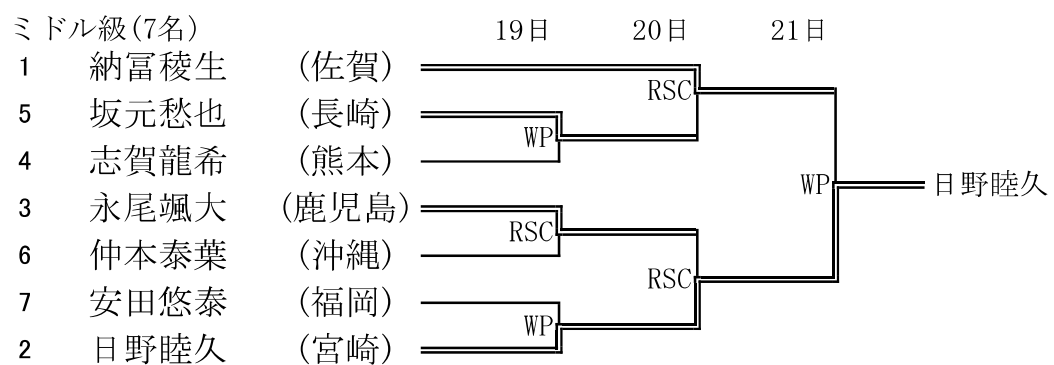 ミドル級(7名) 19日 20日 21日
1 納冨稜生 (佐賀)
RSC
5 坂元愁也 (長崎)
WP
4 志賀龍希 (熊本)
WP 日野睦久
3 永尾颯大 (鹿児島)
RSC
6 仲本泰葉 (沖縄)
RSC
7 安田悠泰 (福岡)
WP
2 日野睦久 (宮崎)